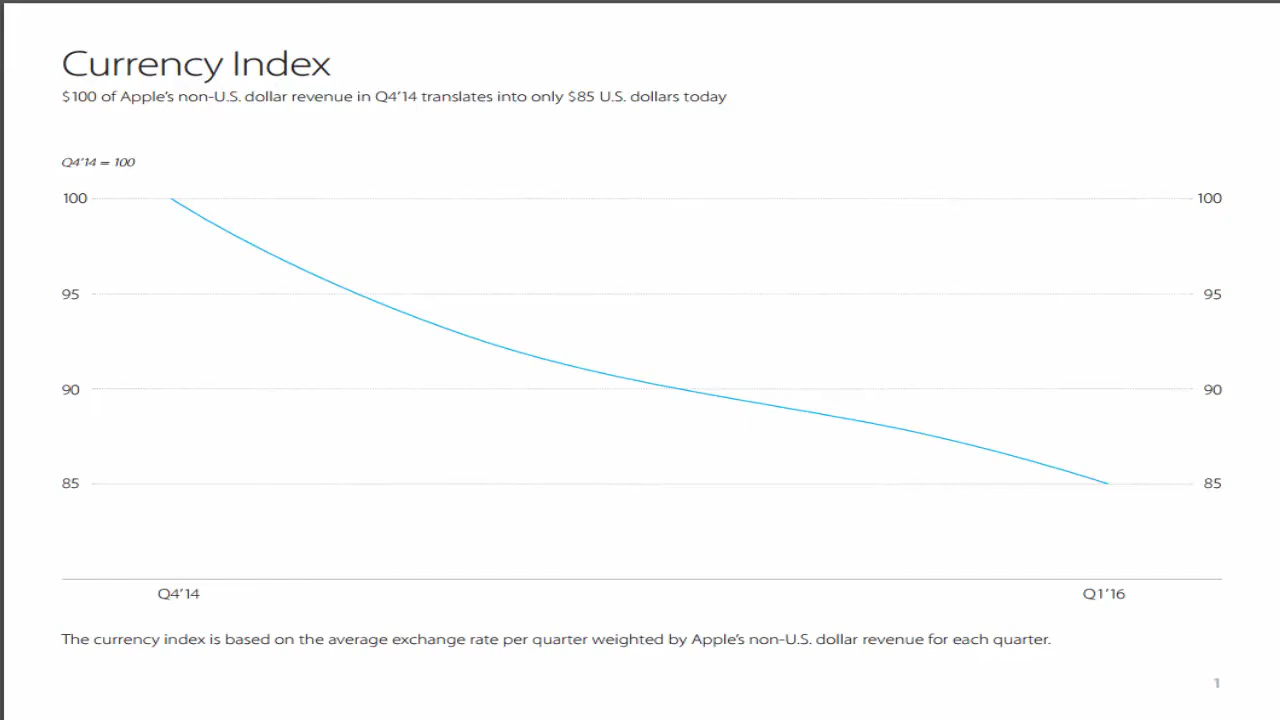 Currency Index
$100 of Apple's non-U.S. dollar revenue in Q4'14 translates into only $85 U.S. dollars today
Q4'14 = 100
100 100
95 95
90 90
85 85
Q4'14 Q1'16
The currency index is based on the average exchange rate per quarter weighted by Apple's non-U.S. dollar revenue for each quarter.
1